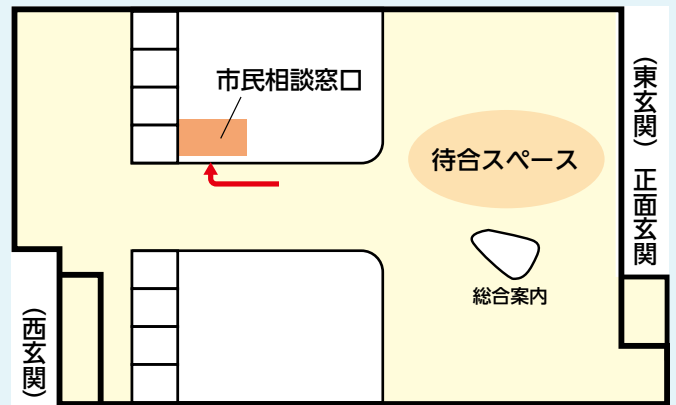 市民相談窓口
待合スペース
総合案内
(東玄関) 正面玄関
(西玄関)